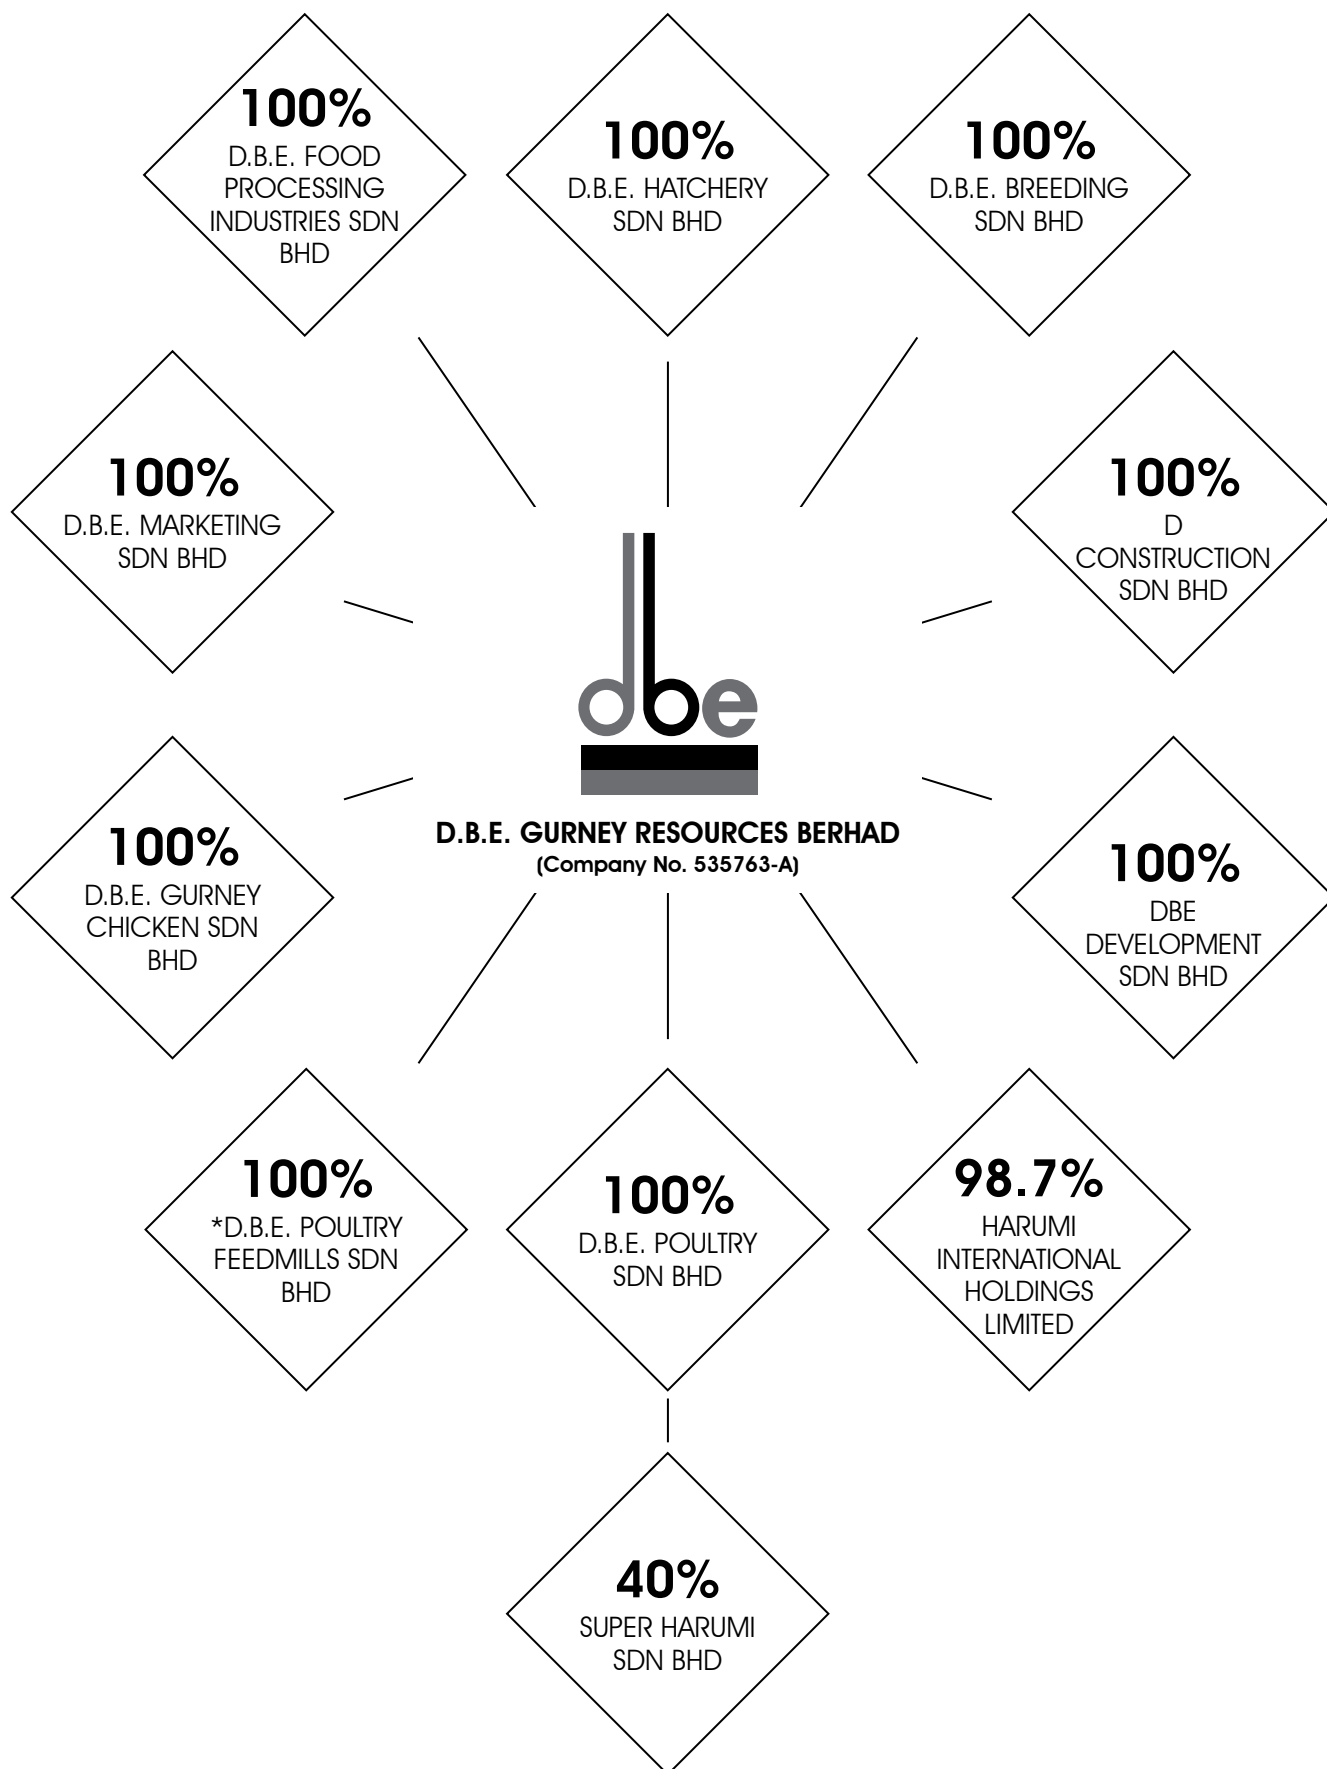 100%
D.B.E. FOOD
PROCESSING
INDUSTRIES SDN
BHD
100%
D.B.E. HATCHERY
SDN BHD
100%
D.B.E. BREEDING
SDN BHD
100%
D.B.E. MARKETING
SDN BHD
100%
D
CONSTRUCTION
SDN BHD
dbe
D.B.E. GURNEY RESOURCES BERHAD
(Company No. 535763-A)
100%
D.B.E. GURNEY
CHICKEN SDN
BHD
100%
DBE
DEVELOPMENT
SDN BHD
100%
*D.B.E. POULTRY
FEEDMILLS SDN
BHD
100%
D.B.E. POULTRY
SDN BHD
98.7%
HARUMI
INTERNATIONAL
HOLDINGS
LIMITED
40%
SUPER HARUMI
SDN BHD